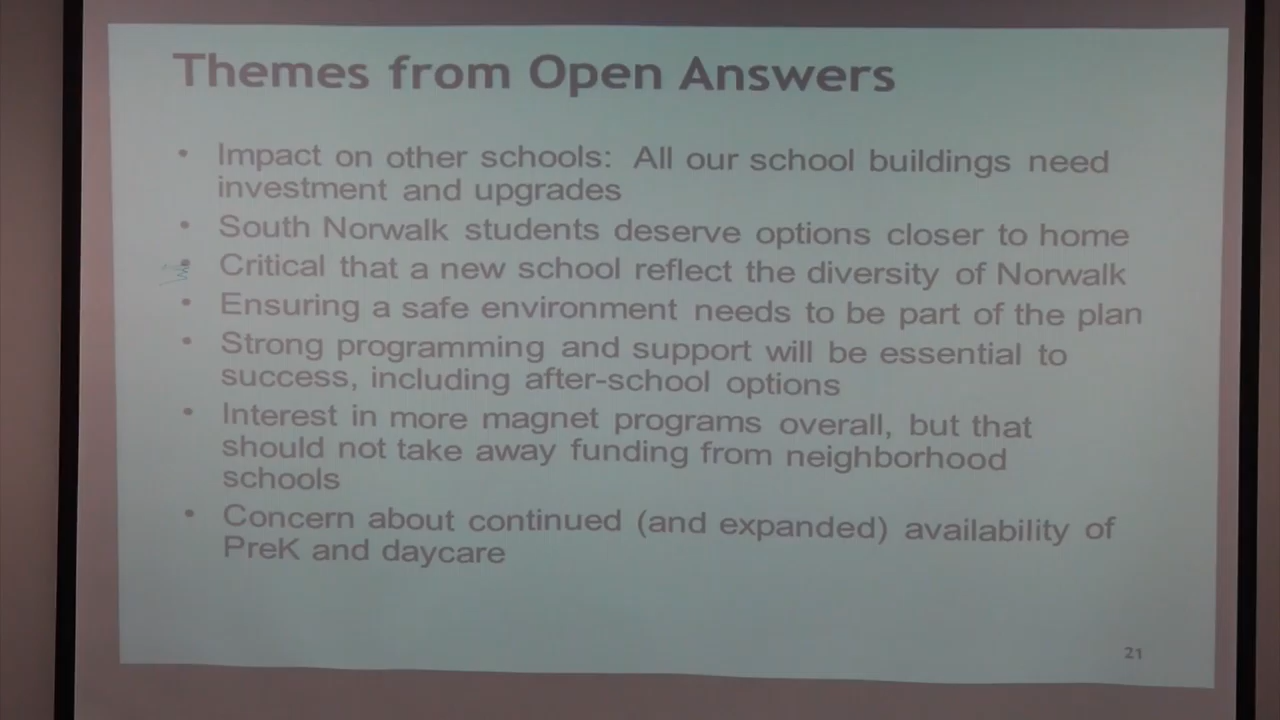 Themes from Open Answers
• Impact on other schools: All our school buildings need
investment and upgrades
• South Norwalk students deserve options closer to home
• Critical that a new school reflect the diversity of Norwalk
• Ensuring a safe environment needs to be part of the plan
• Strong programming and support will be essential to
success, including after-school options
• Interest in more magnet programs overall, but that
should not take away funding from neighborhood
schools
• Concern about continued (and expanded) availability of
PreK and daycare
21